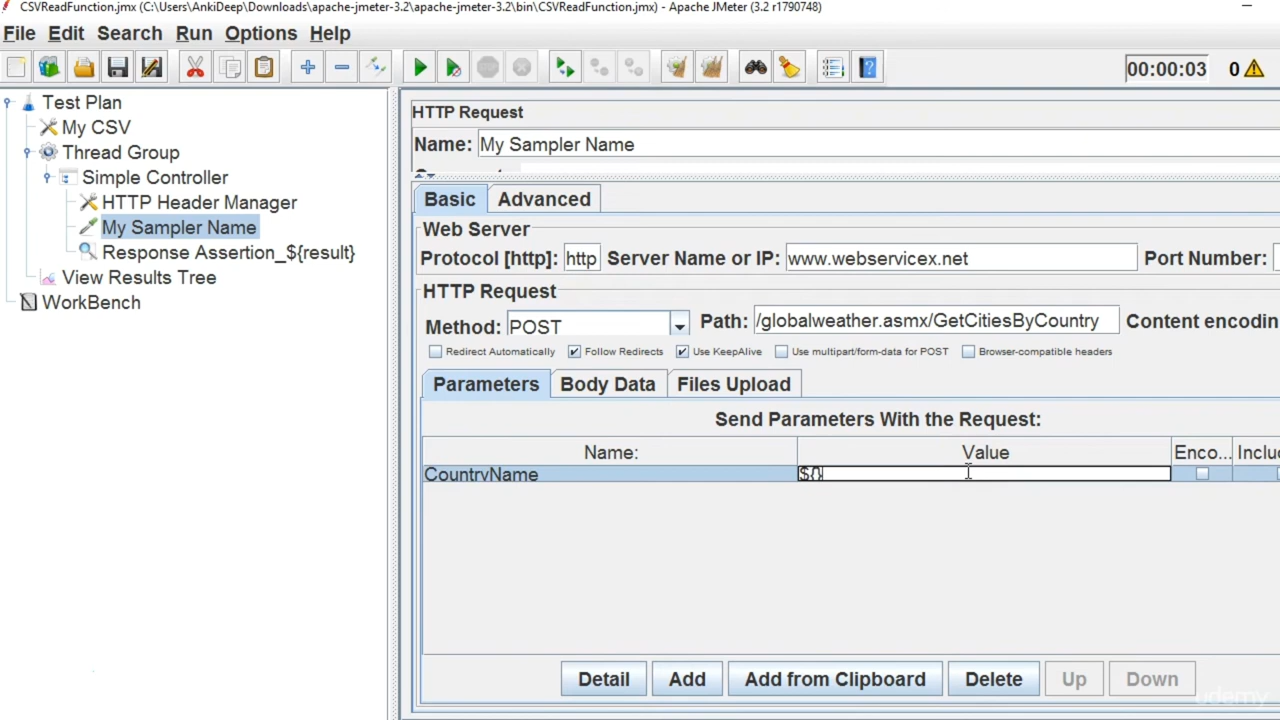 CSVReadFunction.jmx (C:\Users\AnkiDeep\Downloads\apache-jmeter-3.2\apache-jmeter-3.2\bin\CSVReadFunction.jmx) - Apache JMeter (3.2 r1790748)
File Edit Search Run Options Help
00:00:03 0
Test Plan
My CSV
Thread Group
Simple Controller
HTTP Header Manager
My Sampler Name
Response Assertion_${result}
View Results Tree
WorkBench
HTTP Request
Name: My Sampler Name
Basic Advanced
Web Server
Protocol [http]: http Server Name or IP: www.webservicex.net Port Number:
HTTP Request
Method: POST Path: /globalweather.asmx/GetCitiesByCountry Content encodin
Redirect Automatically Follow Redirects Use KeepAlive Use multipart/form-data for POST Browser-compatible headers
Parameters Body Data Files Upload
Send Parameters With the Request:
Name: Value Enco... Inclu
CountryName ${}
Detail Add Add from Clipboard Delete Up Down
udemy